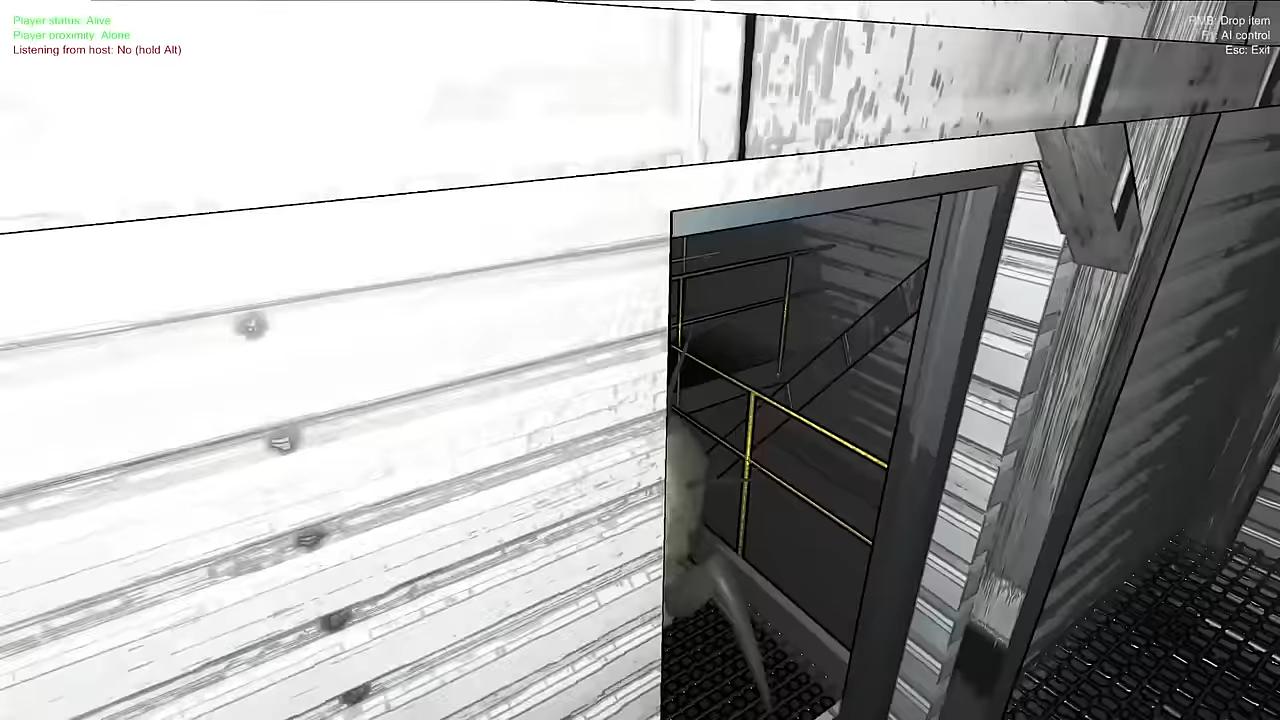 Player status: Alive
Player proximity: Alone
Listening from host: No (hold Alt)
RMB: Drop item
AI control
Esc: Exit